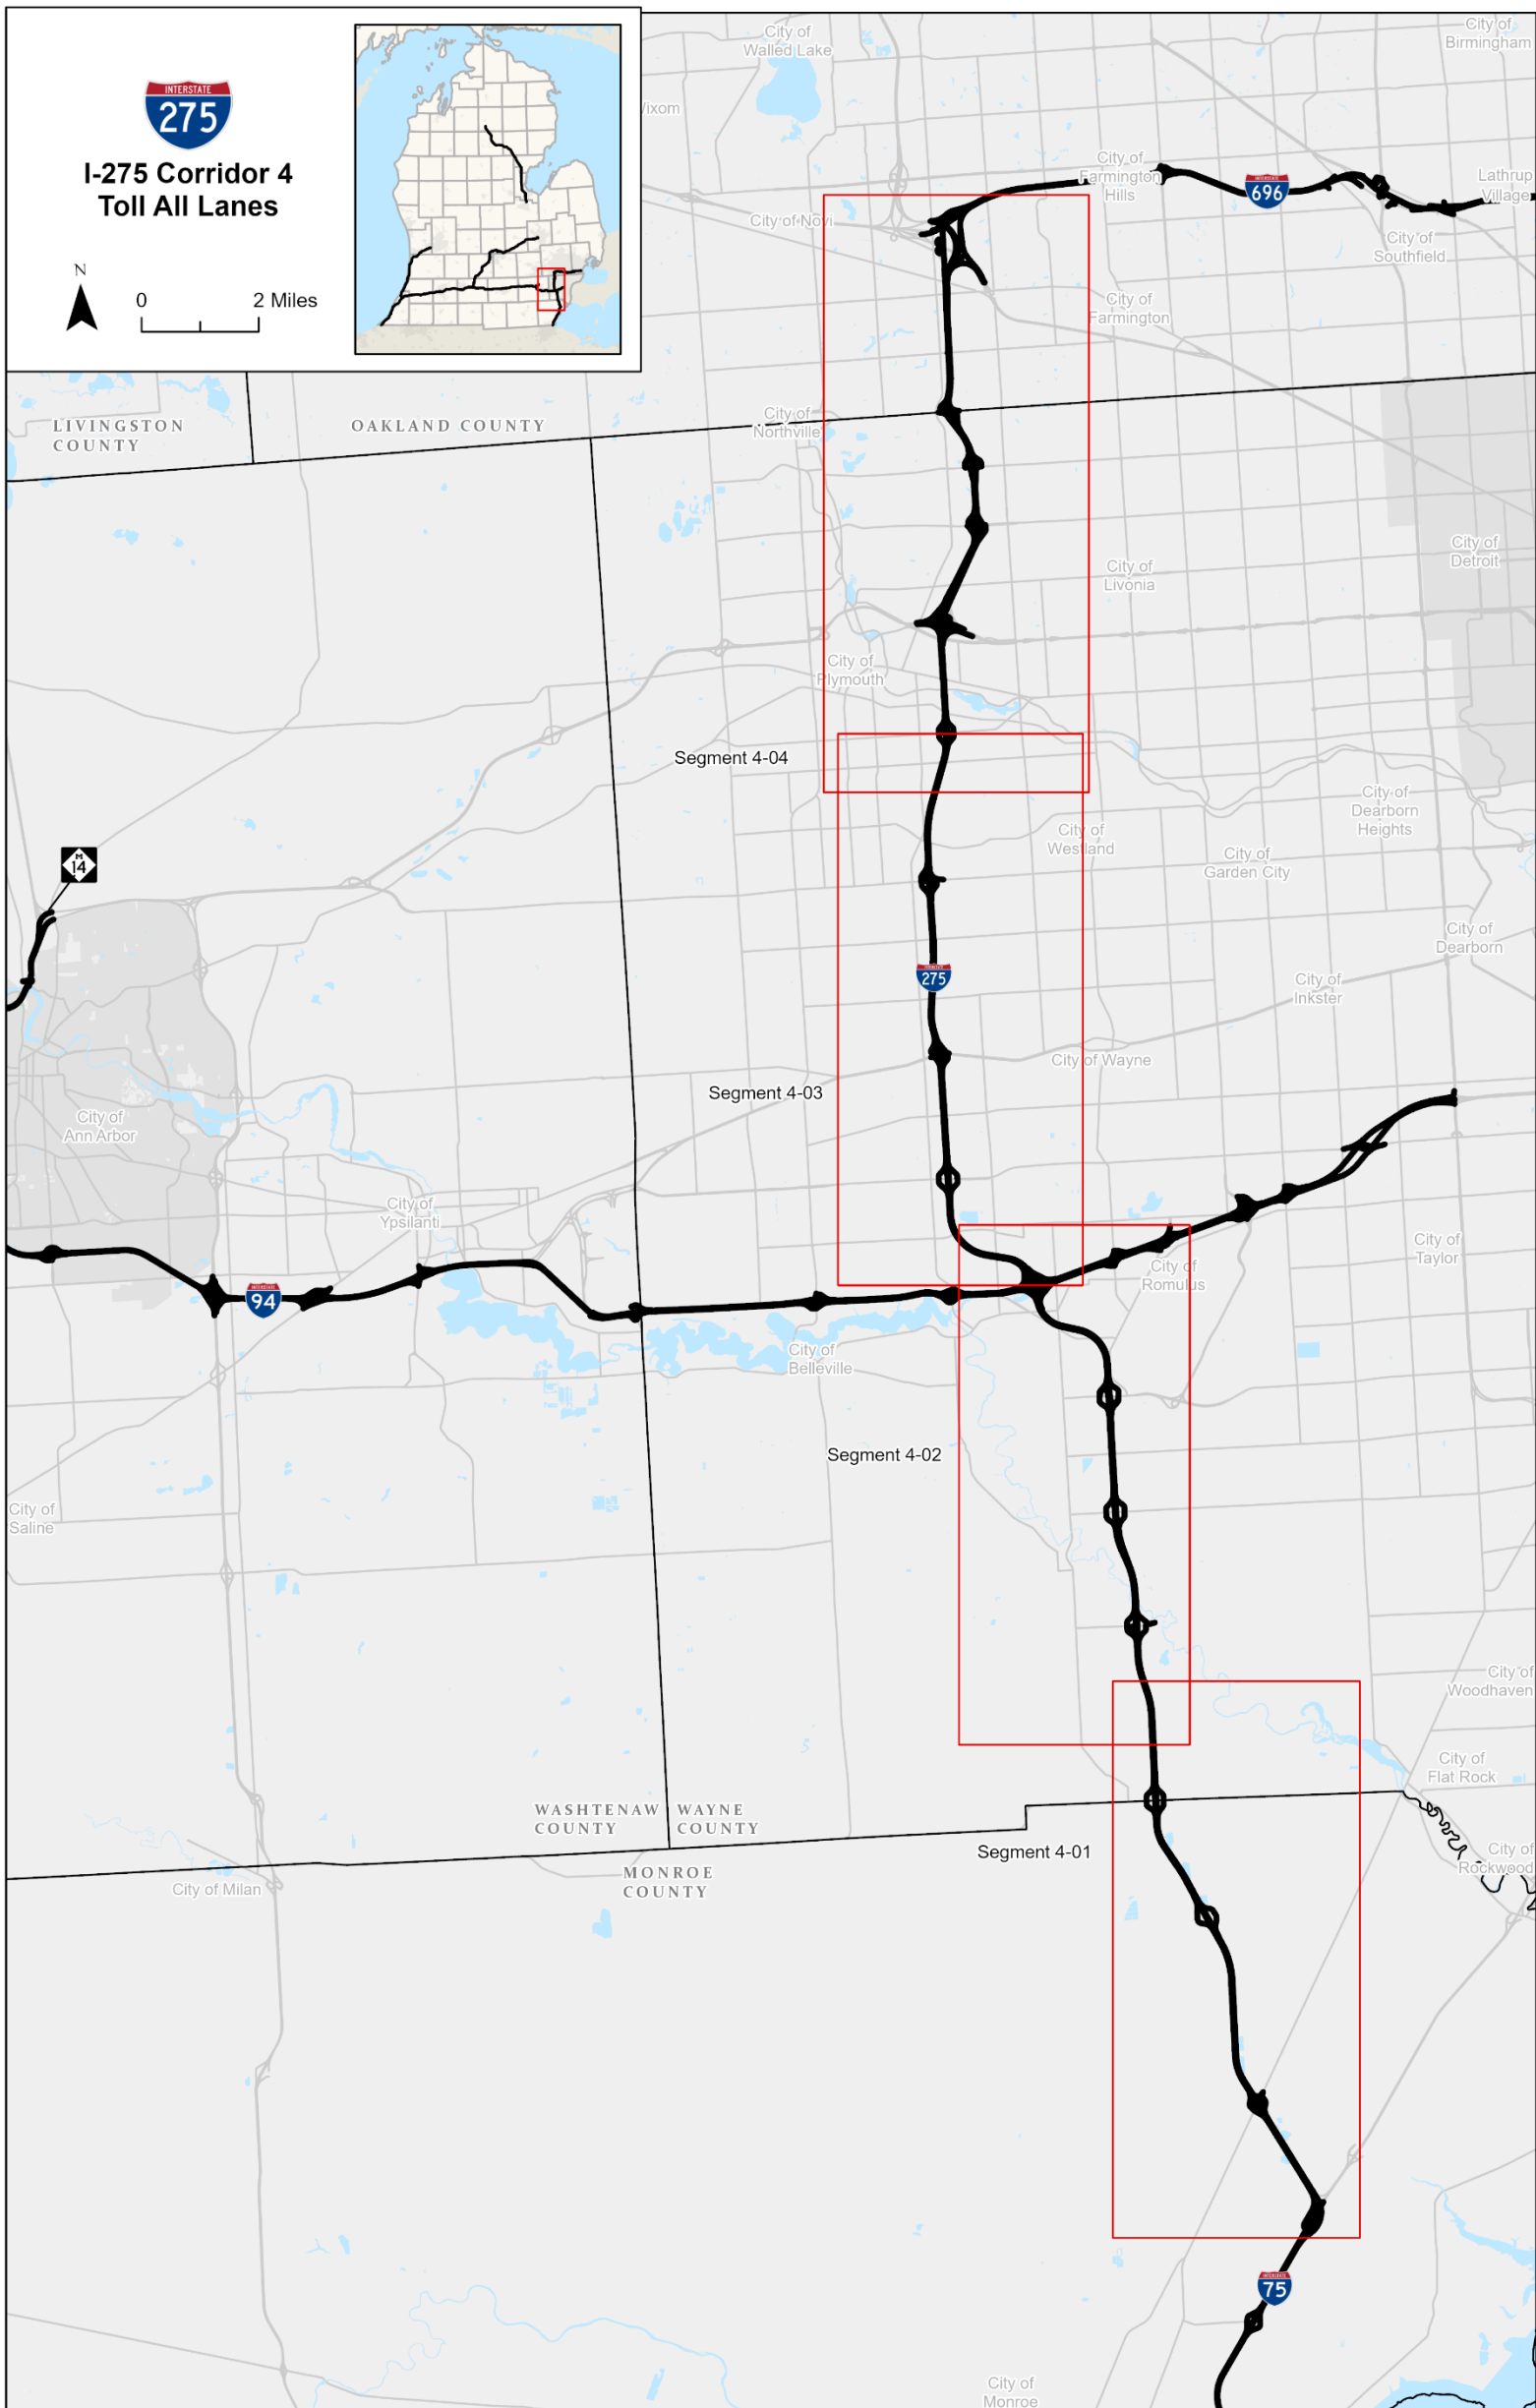 INTERSTATE
275
I-275 Corridor 4
Toll All Lanes
N
0
2 Miles
City of
Walled Lake
City of
Birmingham
City of
Farmington
Hills
INTERSTATE
696
Lathrup
Village
City of Novi
City of
Southfield
City of
Farmington
LIVINGSTON
COUNTY
OAKLAND COUNTY
City of
Northville
City of
Detroit
City of
Livonia
City of
Plymouth
Segment 4-04
City of
Dearborn
Heights
City of
Westland
City of
Garden City
M
14
City of
Dearborn
INTERSTATE
275
City of
Inkster
City of Wayne
Segment 4-03
City of
Ann Arbor
City of
Ypsilanti
City of
Taylor
City of
Romulus
INTERSTATE
94
City of
Belleville
Segment 4-02
City of
Saline
City of
Woodhaven
City of
Flat Rock
WASHTENAW
COUNTY
WAYNE
COUNTY
Segment 4-01
City of
Rockwood
MONROE
COUNTY
City of Milan
INTERSTATE
75
City of
Monroe